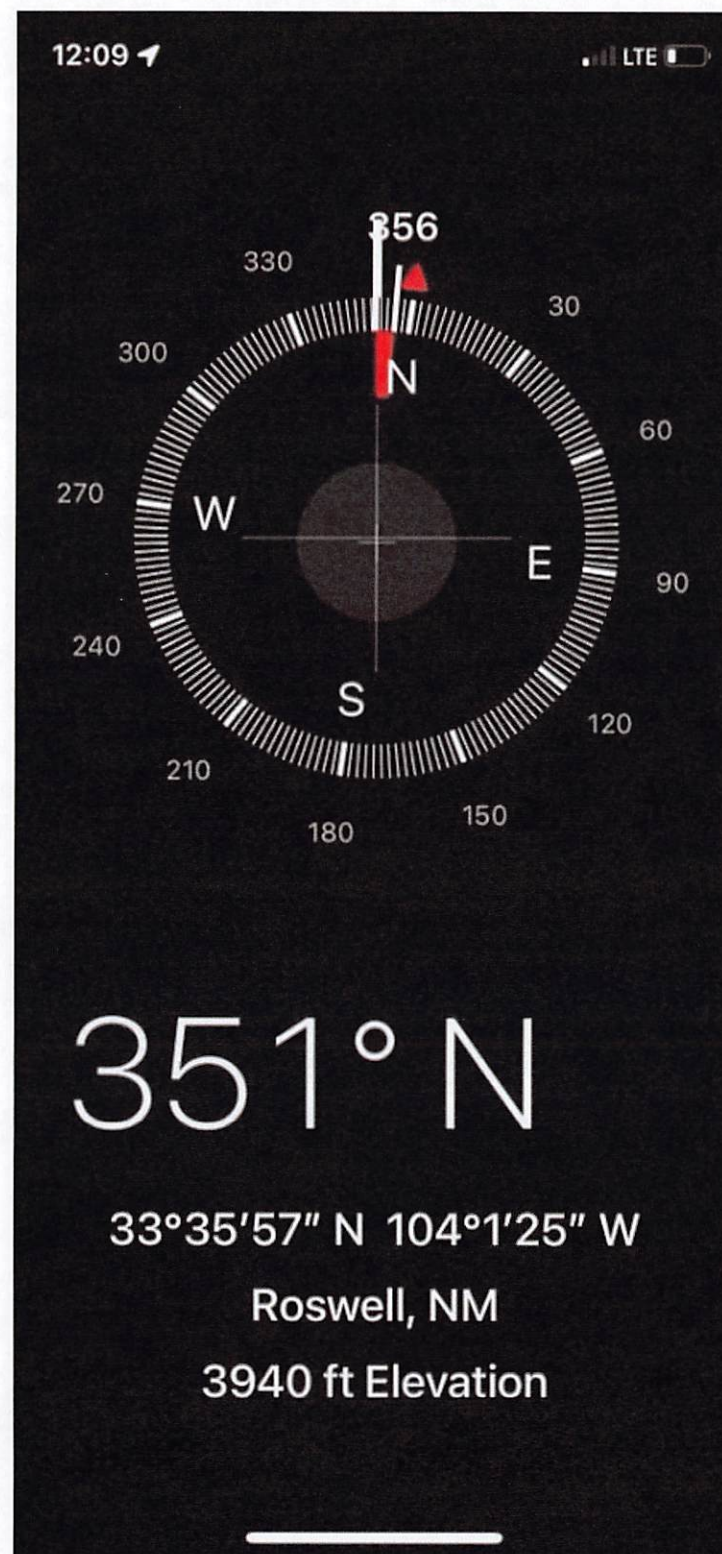 12:09 LTE
356
330
30
300
N
60
270
W
E
90
240
S
120
210
150
180
351° N
33°35'57" N 104°1'25" W
Roswell, NM
3940 ft Elevation